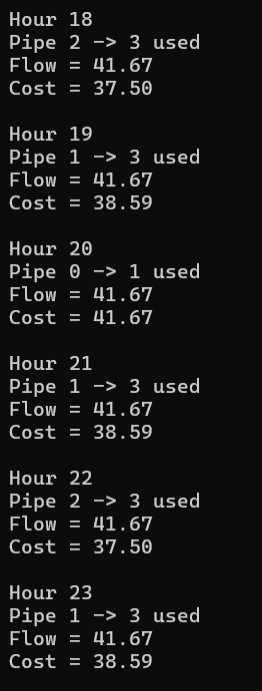 Hour 18
Pipe 2 -> 3 used
Flow = 41.67
Cost = 37.50
Hour 19
Pipe 1 -> 3 used
Flow = 41.67
Cost = 38.59
Hour 20
Pipe 0 -> 1 used
Flow = 41.67
Cost = 41.67
Hour 21
Pipe 1 -> 3 used
Flow = 41.67
Cost = 38.59
Hour 22
Pipe 2 -> 3 used
Flow = 41.67
Cost = 37.50
Hour 23
Pipe 1 -> 3 used
Flow = 41.67
Cost = 38.59